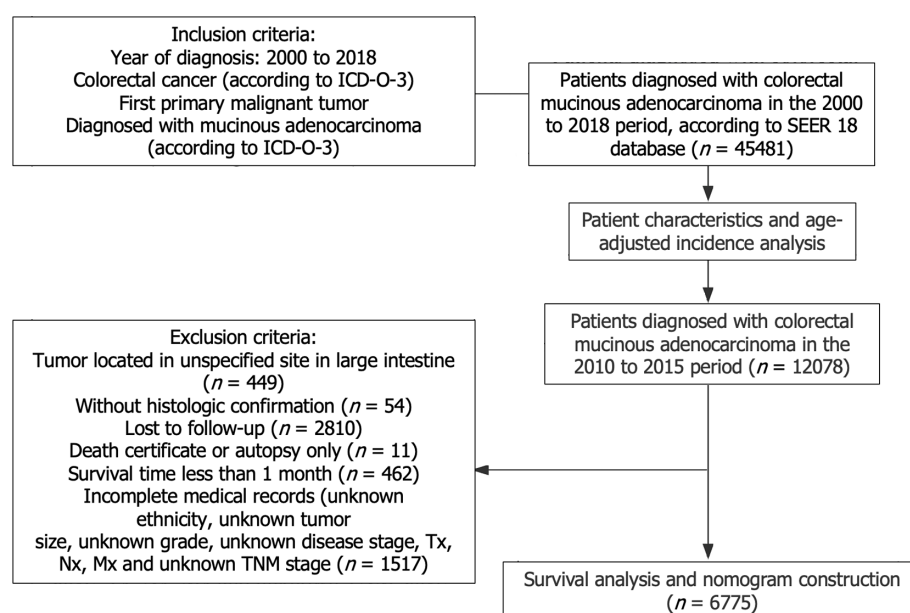 Inclusion criteria:
Year of diagnosis: 2000 to 2018
Colorectal cancer (according to ICD-O-3)
First primary malignant tumor
Diagnosed with mucinous adenocarcinoma
(according to ICD-O-3)
Patients diagnosed with colorectal
mucinous adenocarcinoma in the 2000
to 2018 period, according to SEER 18
database (n = 45481)
Patient characteristics and age-
adjusted incidence analysis
Patients diagnosed with colorectal
mucinous adenocarcinoma in the
2010 to 2015 period (n = 12078)
Exclusion criteria:
Tumor located in unspecified site in large intestine
(n = 449)
Without histologic confirmation (n = 54)
Lost to follow-up (n = 2810)
Death certificate or autopsy only (n = 11)
Survival time less than 1 month (n = 462)
Incomplete medical records (unknown
ethnicity, unknown tumor
size, unknown grade, unknown disease stage, Tx,
Nx, Mx and unknown TNM stage (n = 1517)
Survival analysis and nomogram construction
(n = 6775)